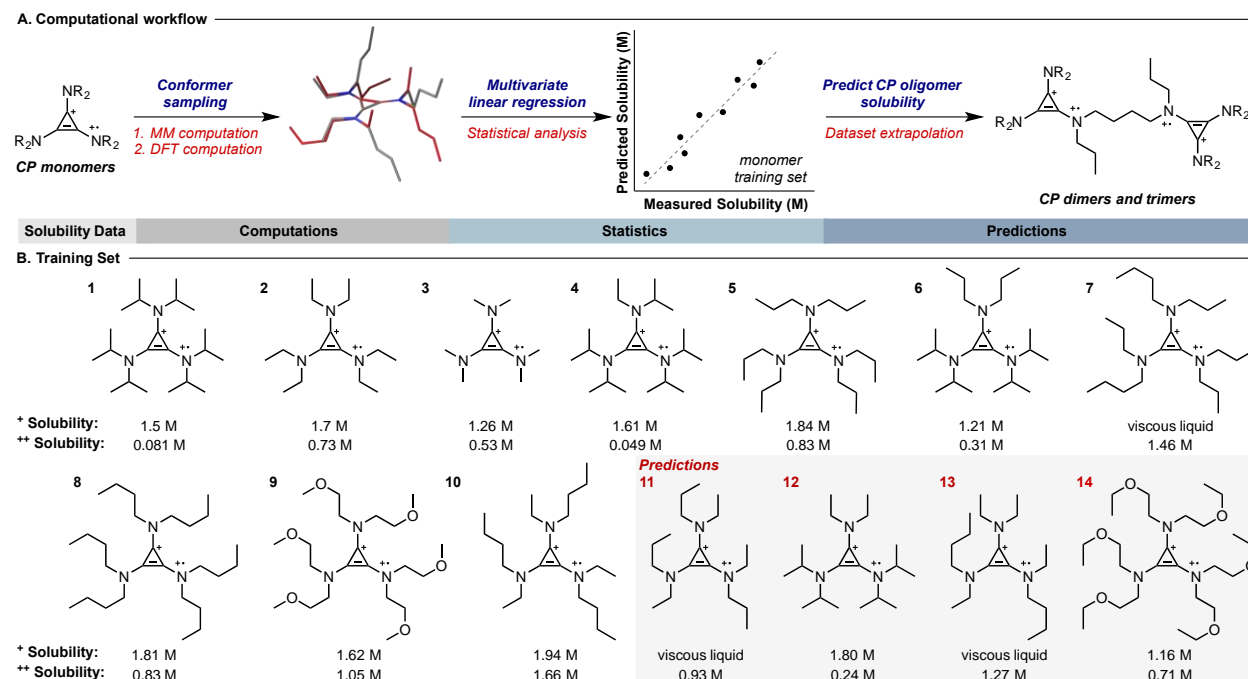 A. Computational workflow
NR2
+
+•
R2N
NR2
CP monomers
Conformer
sampling
1. MM computation
2. DFT computation
Multivariate
linear regression
Statistical analysis
Predicted Solubility (M)
monomer
training set
Measured Solubility (M)
Predict CP oligomer
solubility
Dataset extrapolation
NR2
+
+•
R2N
N
N
+•
NR2
+
NR2
CP dimers and trimers
Solubility Data Computations Statistics Predictions
B. Training Set
1 2 3 4 5 6 7
N N N N N N N
+ + + + + + +
+• +• +• +• +• +• +•
N N N N N N N N N N N N N N
+ Solubility: 1.5 M 1.7 M 1.26 M 1.61 M 1.84 M 1.21 M viscous liquid
++ Solubility: 0.081 M 0.73 M 0.53 M 0.049 M 0.83 M 0.31 M 1.46 M
Predictions
8 9 10 11 12 13 14
O O O O
N N N N N N N
O O O O
+ + + + + + +
+• +• +• +• +• +• +•
N N N N N N N N N N N N N N
O O O O
+ Solubility: 1.81 M 1.62 M 1.94 M viscous liquid 1.80 M viscous liquid 1.16 M
++ Solubility: 0.83 M 1.05 M 1.66 M 0.93 M 0.24 M 1.27 M 0.71 M